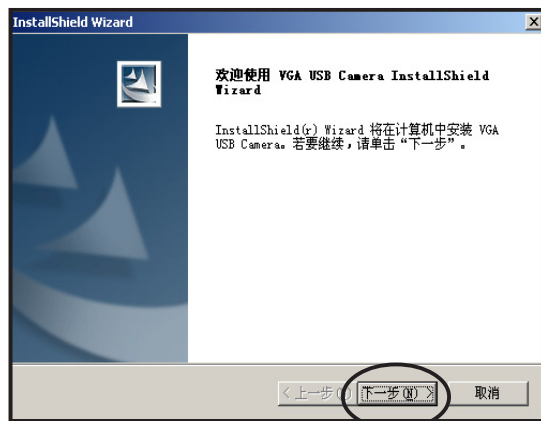 InstallShield Wizard
欢迎使用 VGA USB Camera InstallShield
Wizard
InstallShield(r) Wizard 将在计算机中安装 VGA
USB Camera。若要继续，请单击“下一步”。
< 上一步 下一步(N) > 取消